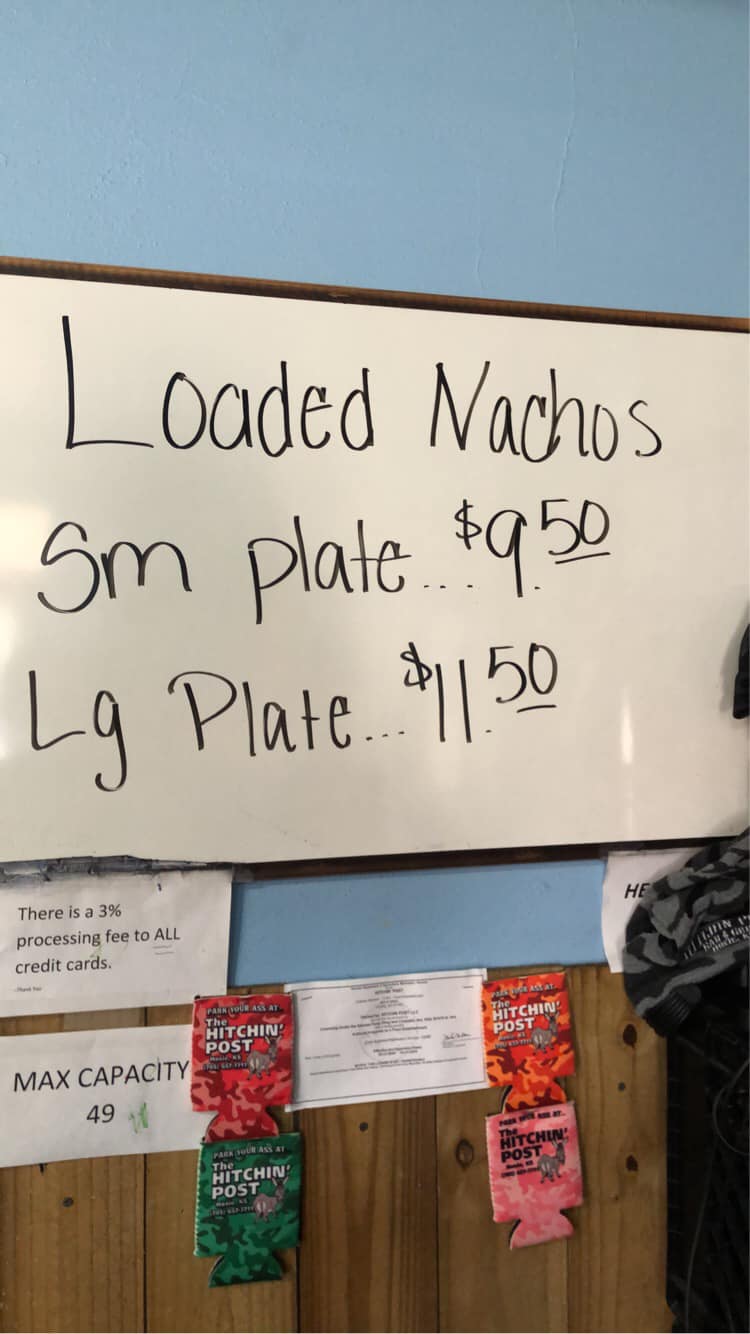 Loaded Nachos
Sm plate... $9.50
Lg Plate... $11.50
There is a 3%
processing fee to ALL
credit cards.
-Thank You
MAX CAPACITY
49
HE
PARK YOUR ASS AT
The
HITCHIN'
POST
PARK YOUR ASS AT
The
HITCHIN'
POST
PARK YOUR ASS AT..
The
HITCHIN'
POST
PARK YOUR ASS AT..
The
HITCHIN'
POST